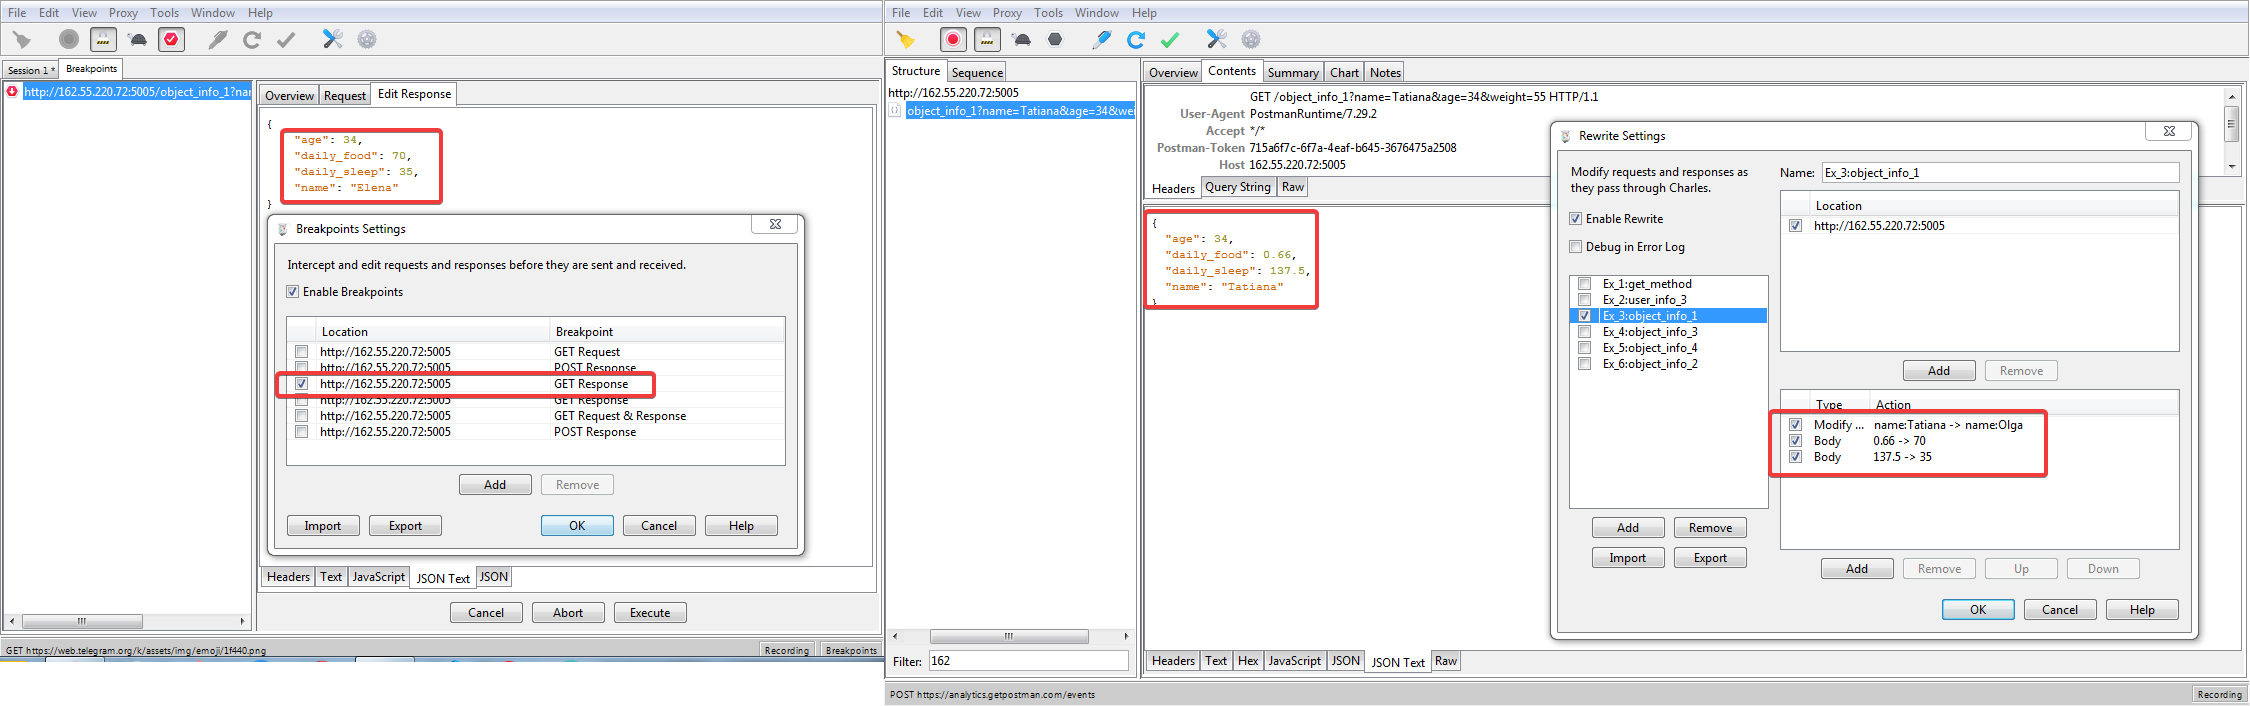 File Edit View Proxy Tools Window Help
Session 1 * Breakpoints
http://162.55.220.72:5005/object_info_1?nar
Overview Request Edit Response
{
"age": 34,
"daily_food": 70,
"daily_sleep": 35,
"name": "Elena"
}
Breakpoints Settings
Intercept and edit requests and responses before they are sent and received.
Enable Breakpoints
Location Breakpoint
http://162.55.220.72:5005 GET Request
http://162.55.220.72:5005 POST Response
http://162.55.220.72:5005 GET Response
http://162.55.220.72:5005 GET Response
http://162.55.220.72:5005 GET Request & Response
http://162.55.220.72:5005 POST Response
Add Remove
Import Export OK Cancel Help
Headers Text JavaScript JSON Text JSON
Cancel Abort Execute
GET https://web.telegram.org/k/assets/img/emoji/1f440.png Recording Breakpoints
File Edit View Proxy Tools Window Help
Structure Sequence
http://162.55.220.72:5005
object_info_1?name=Tatiana&age=34&wei
Filter: 162
Overview Contents Summary Chart Notes
GET /object_info_1?name=Tatiana&age=34&weight=55 HTTP/1.1
User-Agent PostmanRuntime/7.29.2
Accept */*
Postman-Token 715a6f7c-6f7a-4eaf-b645-3676475a2508
Host 162.55.220.72:5005
Headers Query String Raw
{
"age": 34,
"daily_food": 0.66,
"daily_sleep": 137.5,
"name": "Tatiana"
}
Headers Text Hex JavaScript JSON JSON Text Raw
Rewrite Settings
Modify requests and responses as
they pass through Charles.
Enable Rewrite
Debug in Error Log
Ex_1:get_method
Ex_2:user_info_3
Ex_3:object_info_1
Ex_4:object_info_3
Ex_5:object_info_4
Ex_6:object_info_2
Add Remove
Import Export
Name: Ex_3:object_info_1
Location
http://162.55.220.72:5005
Add Remove
Type Action
Modify ... name:Tatiana -> name:Olga
Body 0.66 -> 70
Body 137.5 -> 35
Add Remove Up Down
OK Cancel Help
POST https://analytics.getpostman.com/events Recording